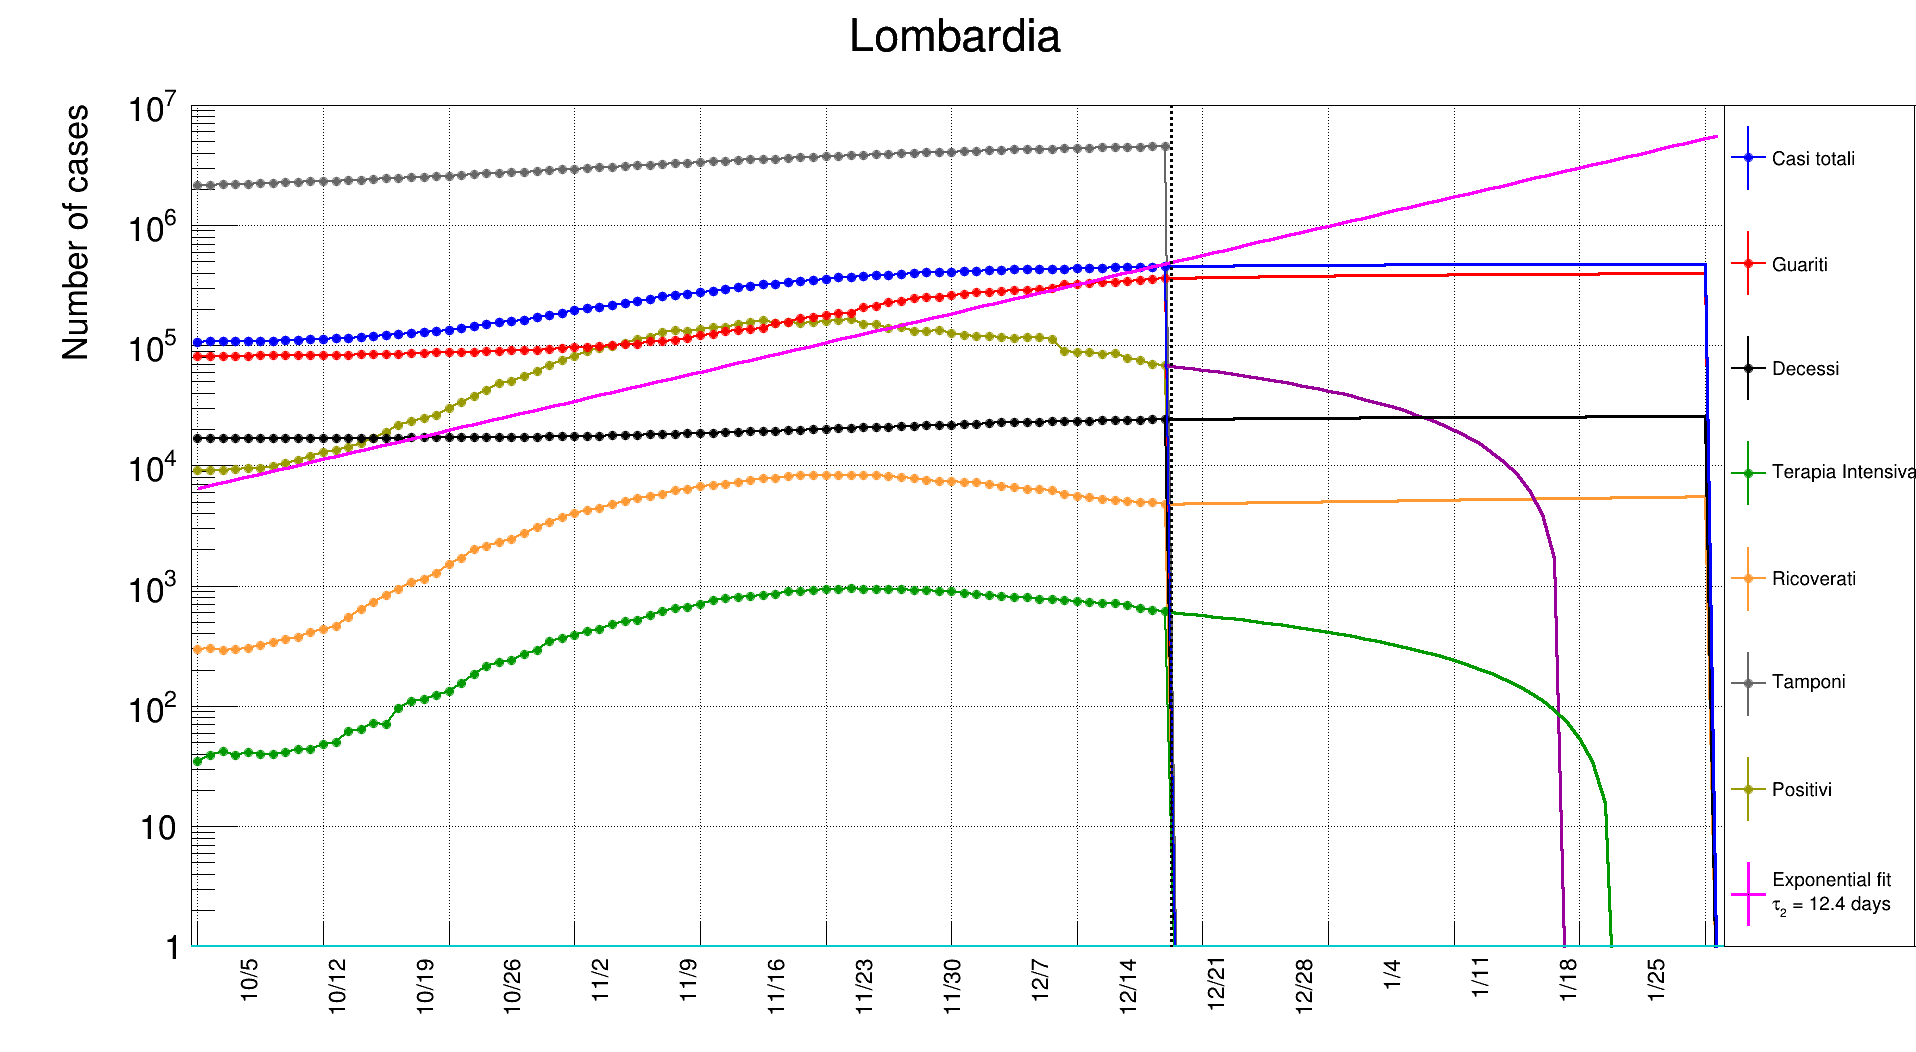 Lombardia
Number of cases
10^7
10^6
10^5
10^4
10^3
10^2
10
1
10/5 10/12 10/19 10/26 11/2 11/9 11/16 11/23 11/30 12/7 12/14 12/21 12/28 1/4 1/11 1/18 1/25
Casi totali
Guariti
Decessi
Terapia Intensiva
Ricoverati
Tamponi
Positivi
Exponential fit
τ₂ = 12.4 days